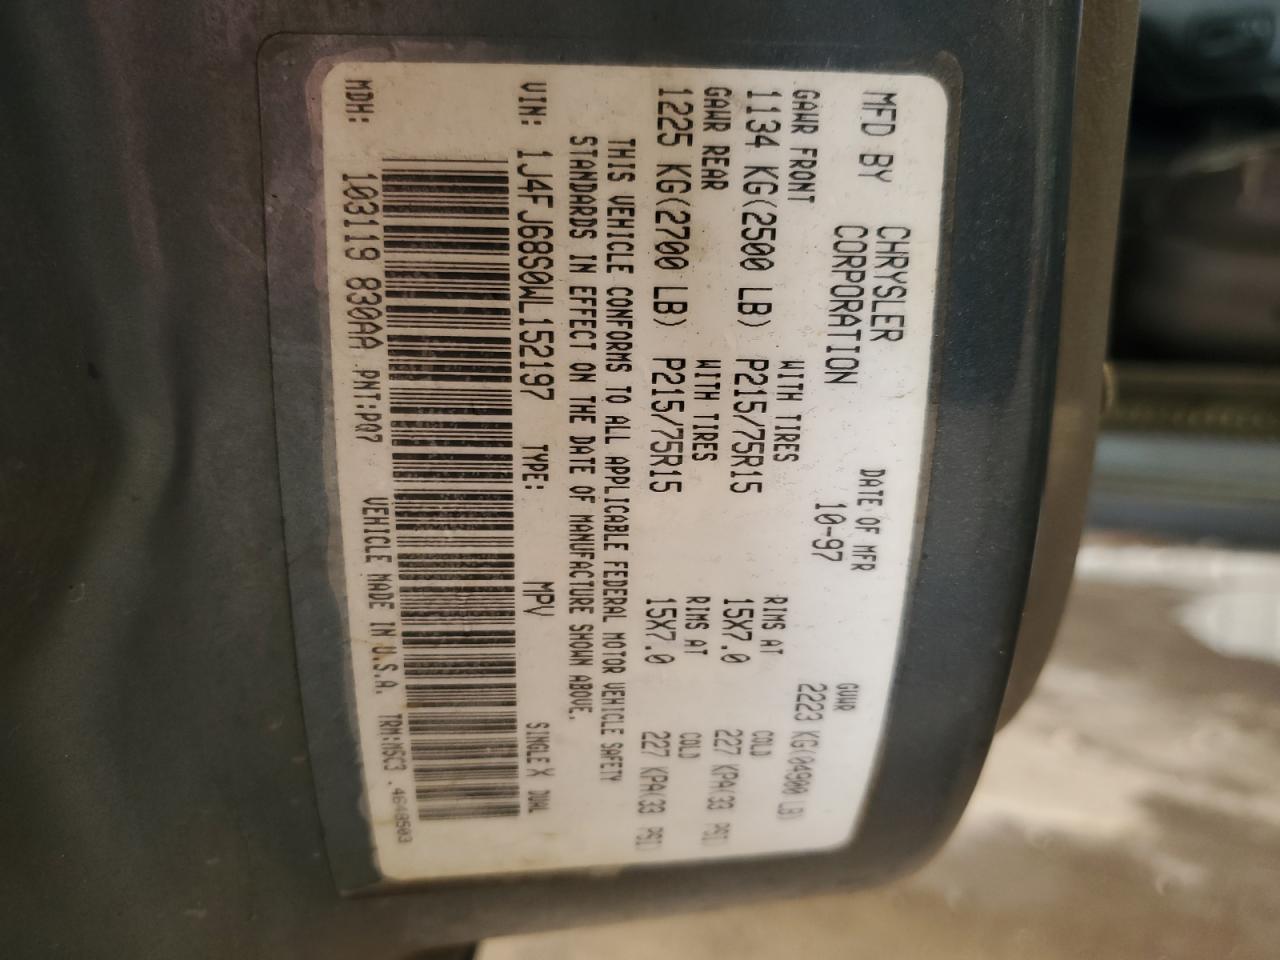 MFD BY CHRYSLER CORPORATION DATE OF MFR 10-97 GVWR 2223 KG(04900 LB)
GAWR FRONT WITH TIRES RIMS AT COLD
1134 KG(2500 LB) P215/75R15 15X7.0 227 KPA(33 PSI)
GAWR REAR WITH TIRES RIMS AT COLD
1225 KG(2700 LB) P215/75R15 15X7.0 227 KPA(33 PSI)
THIS VEHICLE CONFORMS TO ALL APPLICABLE FEDERAL MOTOR VEHICLE SAFETY
STANDARDS IN EFFECT ON THE DATE OF MANUFACTURE SHOWN ABOVE.
VIN: 1J4FJ68S0WL152197 TYPE: MPV SINGLE X DUAL
MDH: 103119 830AA PNT:PQ7 VEHICLE MADE IN U.S.A. TRM:M5C3